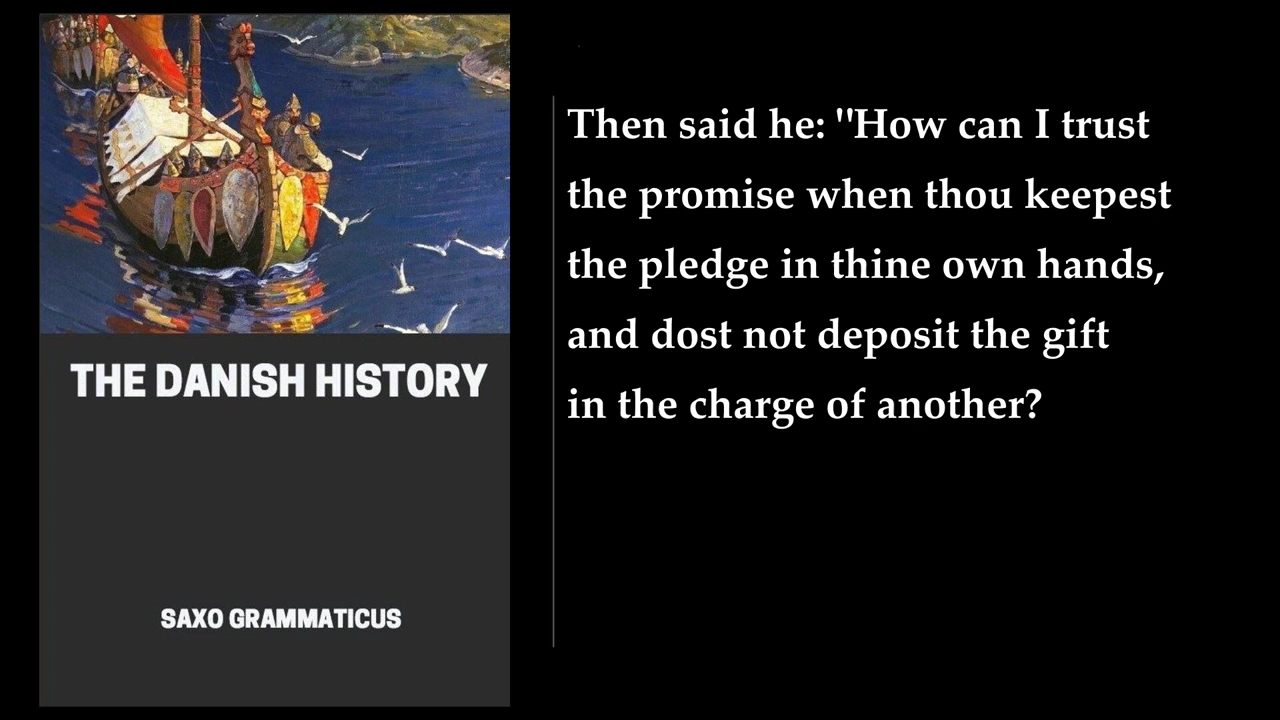 THE DANISH HISTORY
SAXO GRAMMATICUS
Then said he: "How can I trust
the promise when thou keepest
the pledge in thine own hands,
and dost not deposit the gift
in the charge of another?